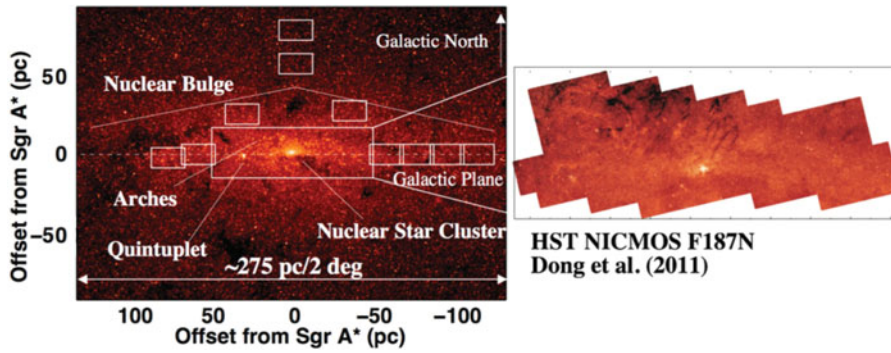 Galactic North
50
Nuclear Bulge
0
Galactic Plane
Arches
−50
Quintuplet
Nuclear Star Cluster
~275 pc/2 deg
100 50 0 −50 −100
Offset from Sgr A* (pc)
Offset from Sgr A* (pc)
HST NICMOS F187N
Dong et al. (2011)